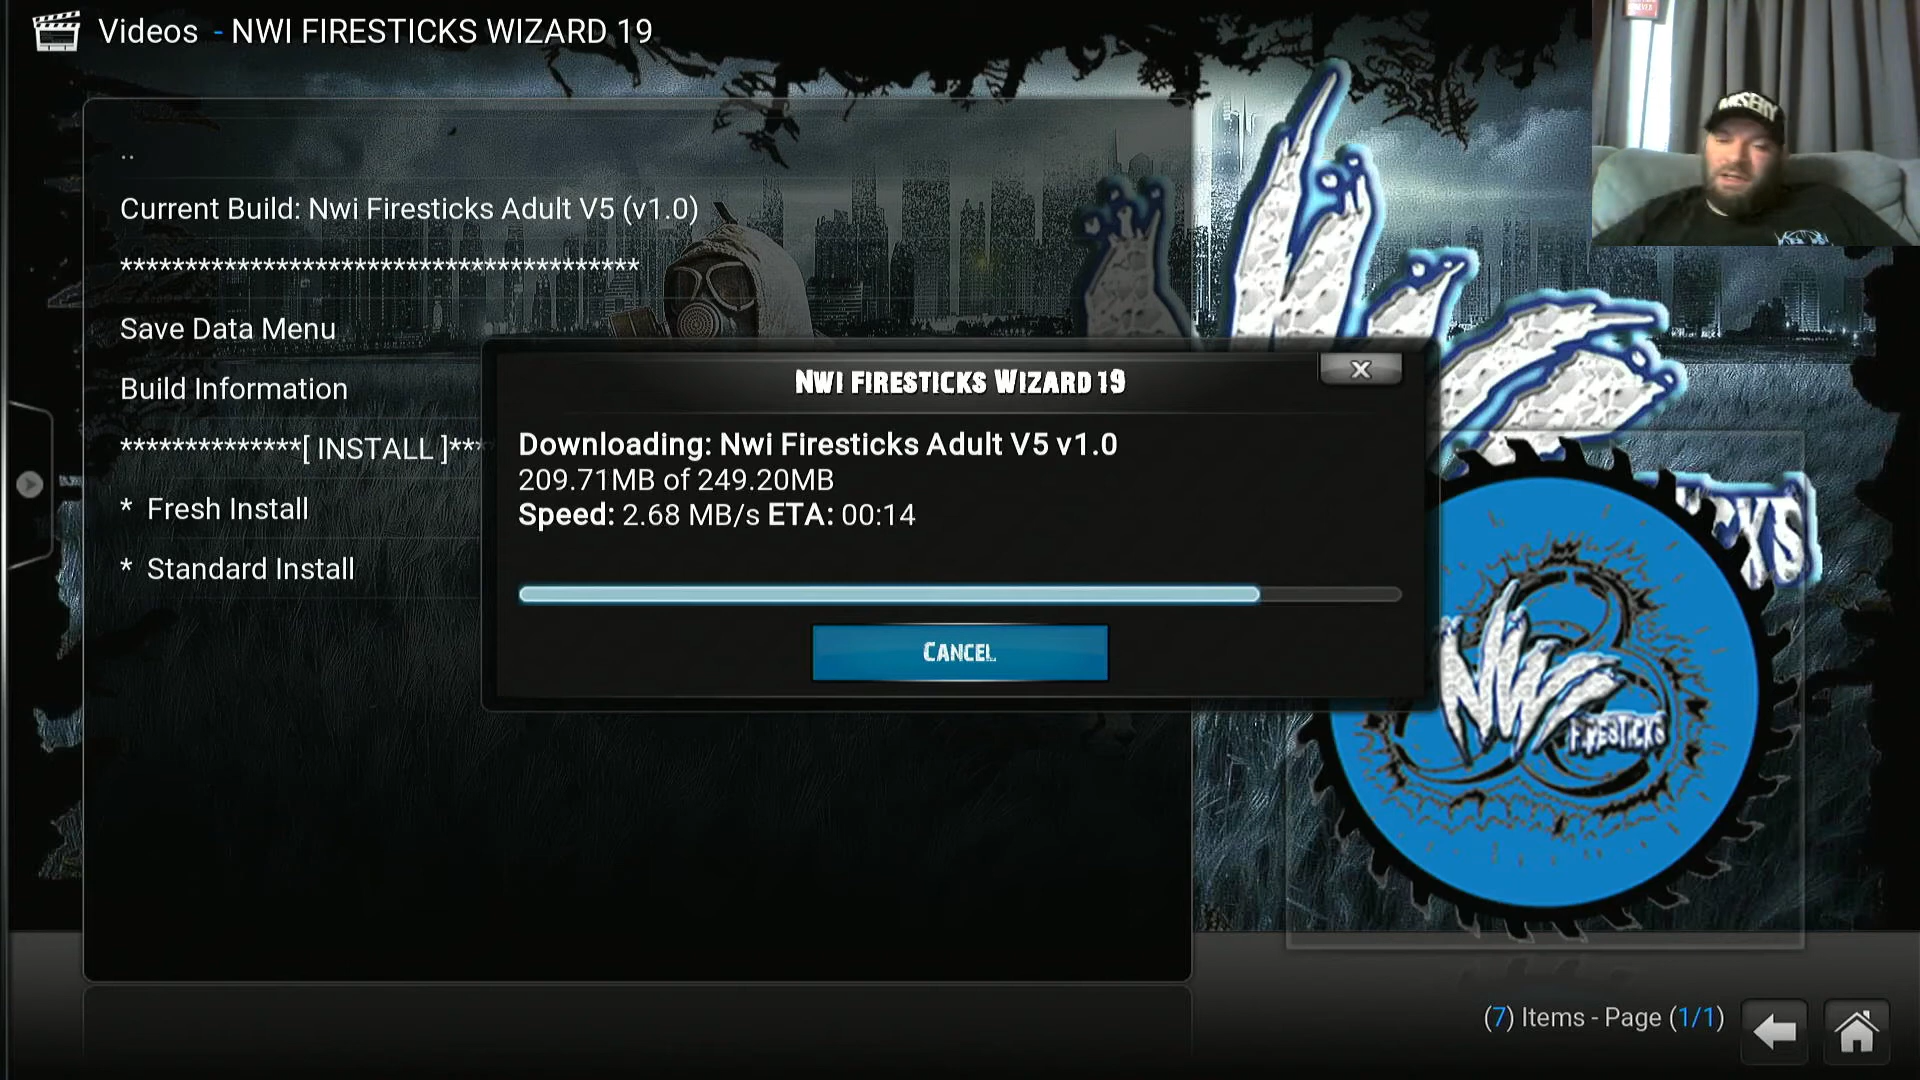 Videos - NWI FIRESTICKS WIZARD 19
..
Current Build: Nwi Firesticks Adult V5 (v1.0)
****************************************
Save Data Menu
Build Information
**************[ INSTALL ]***
* Fresh Install
* Standard Install
NWI FIRESTICKS WIZARD 19
X
Downloading: Nwi Firesticks Adult V5 v1.0
209.71MB of 249.20MB
Speed: 2.68 MB/s ETA: 00:14
CANCEL
NWI
FIRESTICKS
(7) Items - Page (1/1)